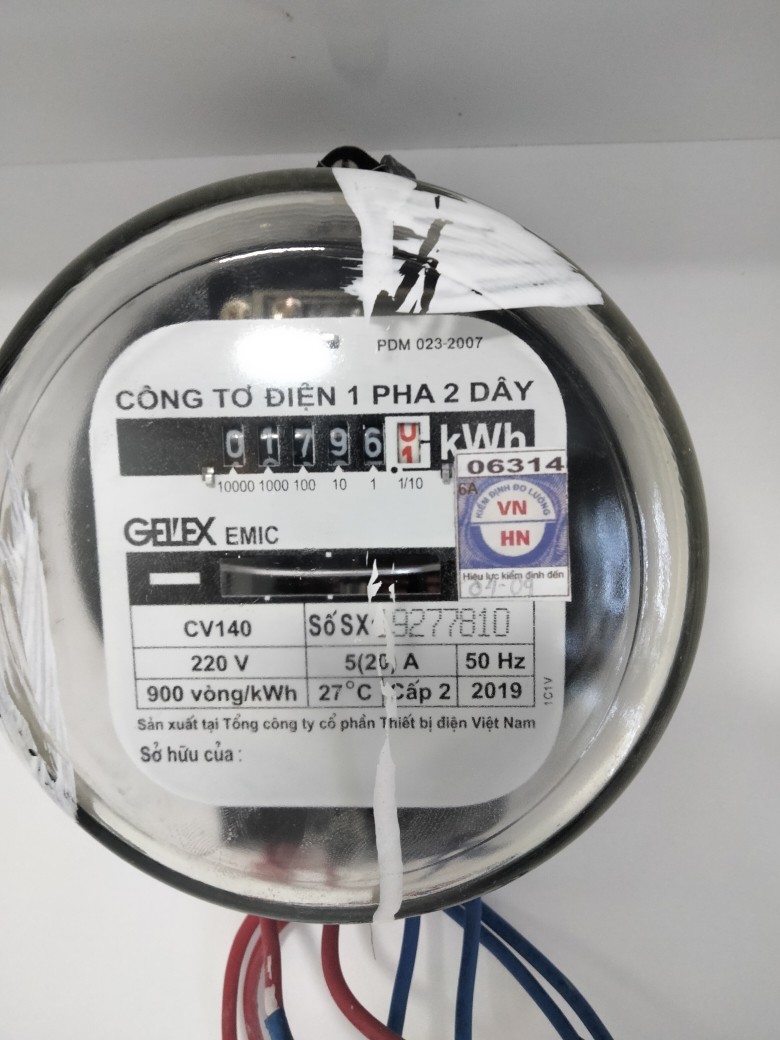 PDM 023-2007
CÔNG TƠ ĐIỆN 1 PHA 2 DÂY
01796 kWh
10000 1000 100 10 1 1/10
06314
6A
KIỂM ĐỊNH ĐO LƯỜNG
VN
HN
Hiệu lực kiểm định đến
GELEX EMIC
CV140 Số SX 19277810
220 V 5(20) A 50 Hz
900 vòng/kWh 27°C Cấp 2 2019
1C1V
Sản xuất tại Tổng công ty cổ phần Thiết bị điện Việt Nam
Sở hữu của :